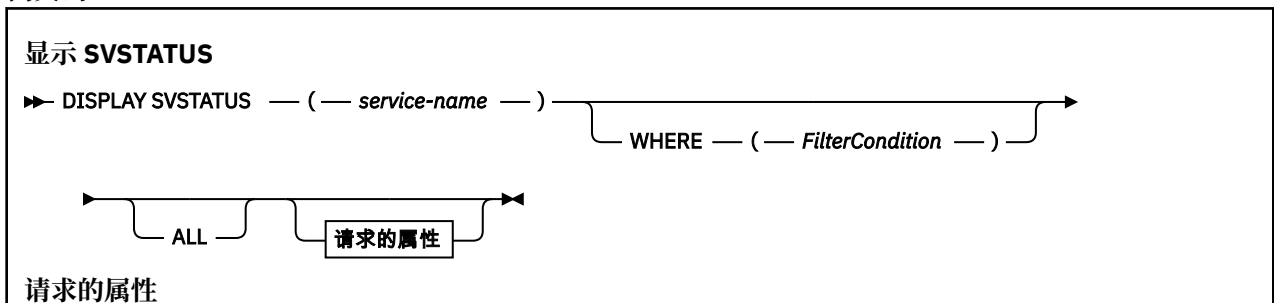 显示 SVSTATUS
DISPLAY SVSTATUS ( service-name )
WHERE ( FilterCondition )
ALL 请求的属性
请求的属性